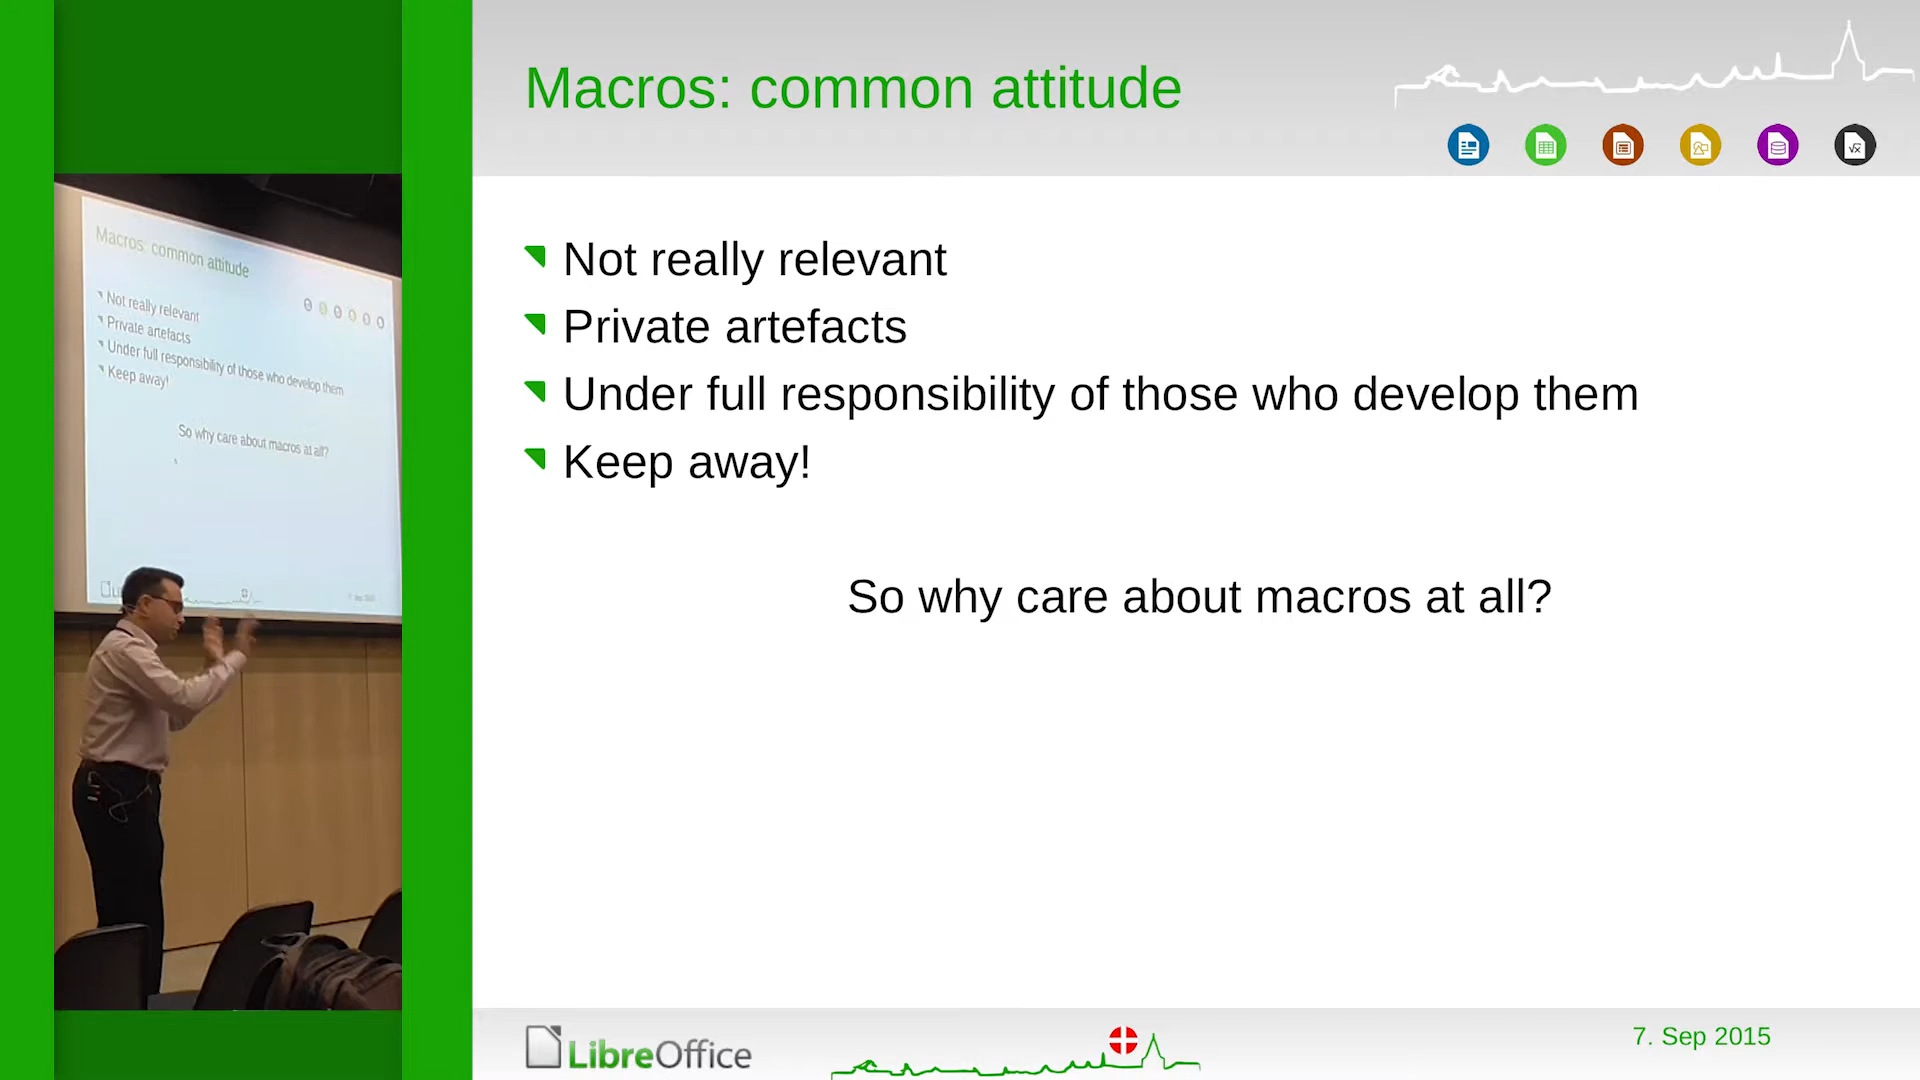 Macros: common attitude
Not really relevant
Private artefacts
Under full responsibility of those who develop them
Keep away!
So why care about macros at all?
LibreOffice
7. Sep 2015
Macros: common attitude
Not really relevant
Private artefacts
Under full responsibility of those who develop them
Keep away!
So why care about macros at all?